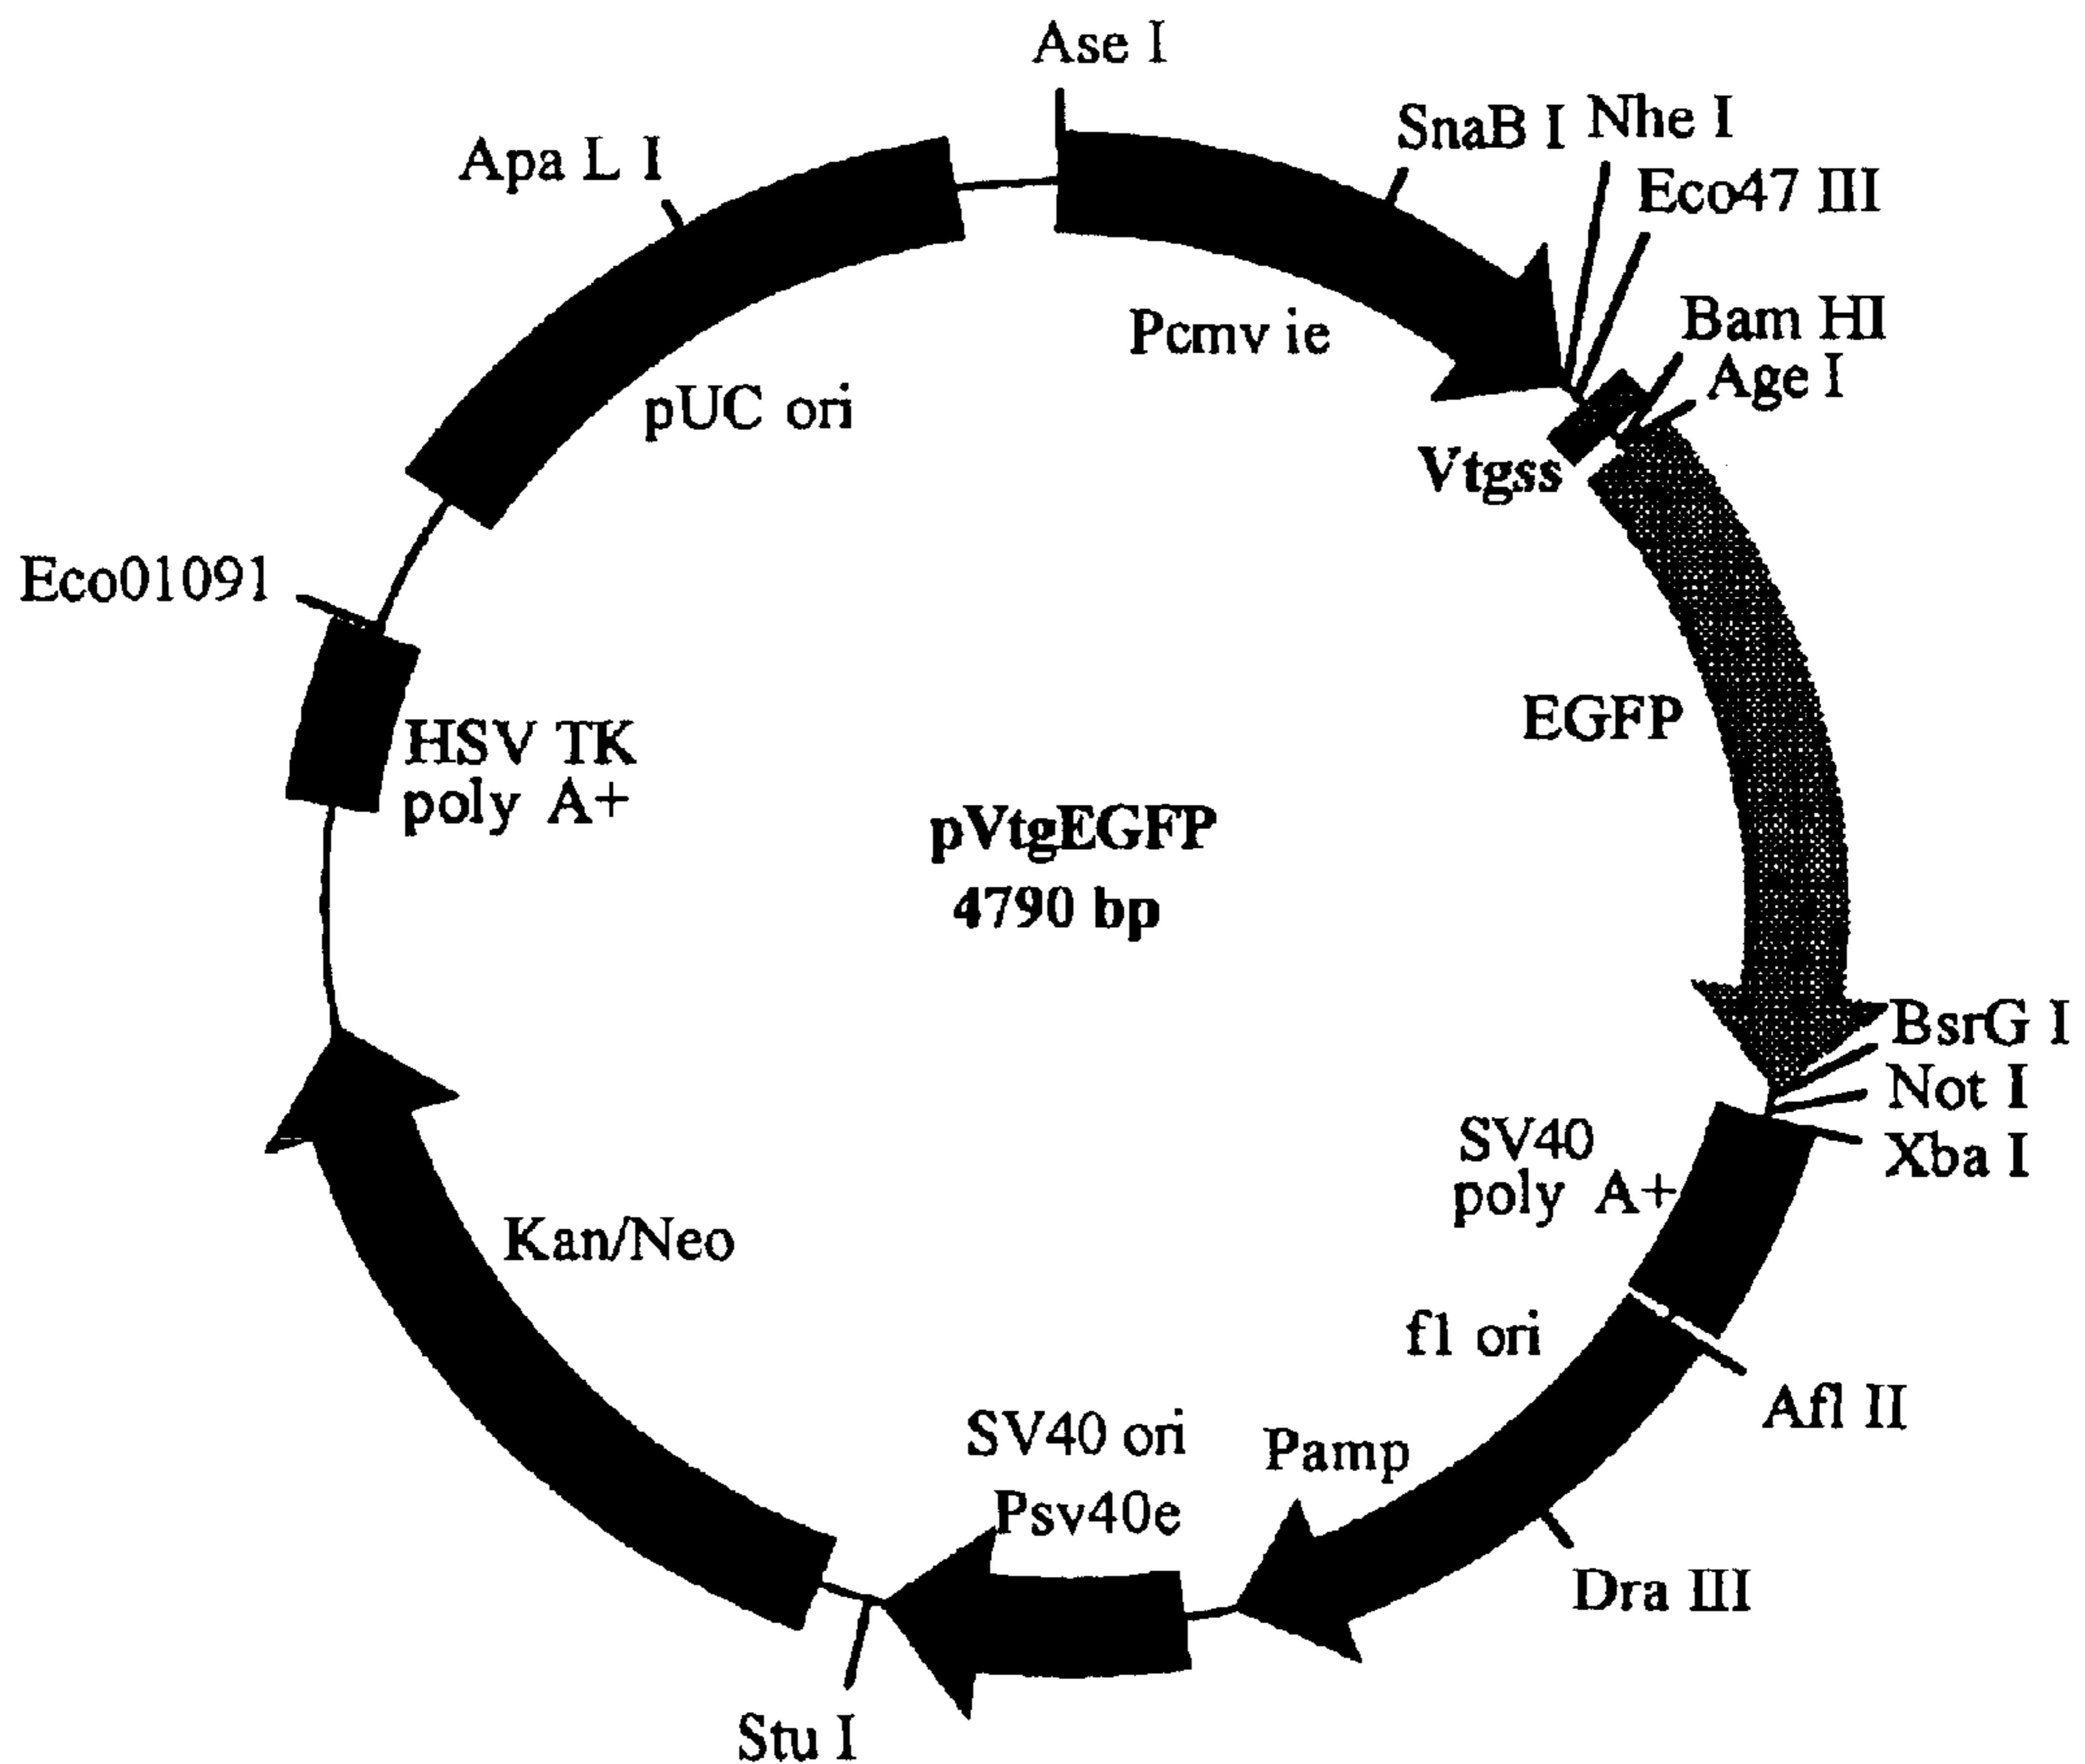 Ase I
SnaB I
Nhe I
Apa L I
Eco47 III
Bam HI
Age I
Pcmv ie
pUC ori
Vtgss
Eco01091
EGFP
HSV TK
poly A+
pVtgEGFP
4790 bp
BsrG I
Not I
Xba I
SV40
poly A+
Kan/Neo
f1 ori
Afl II
SV40 ori
Pamp
Psv40e
Dra III
Stu I